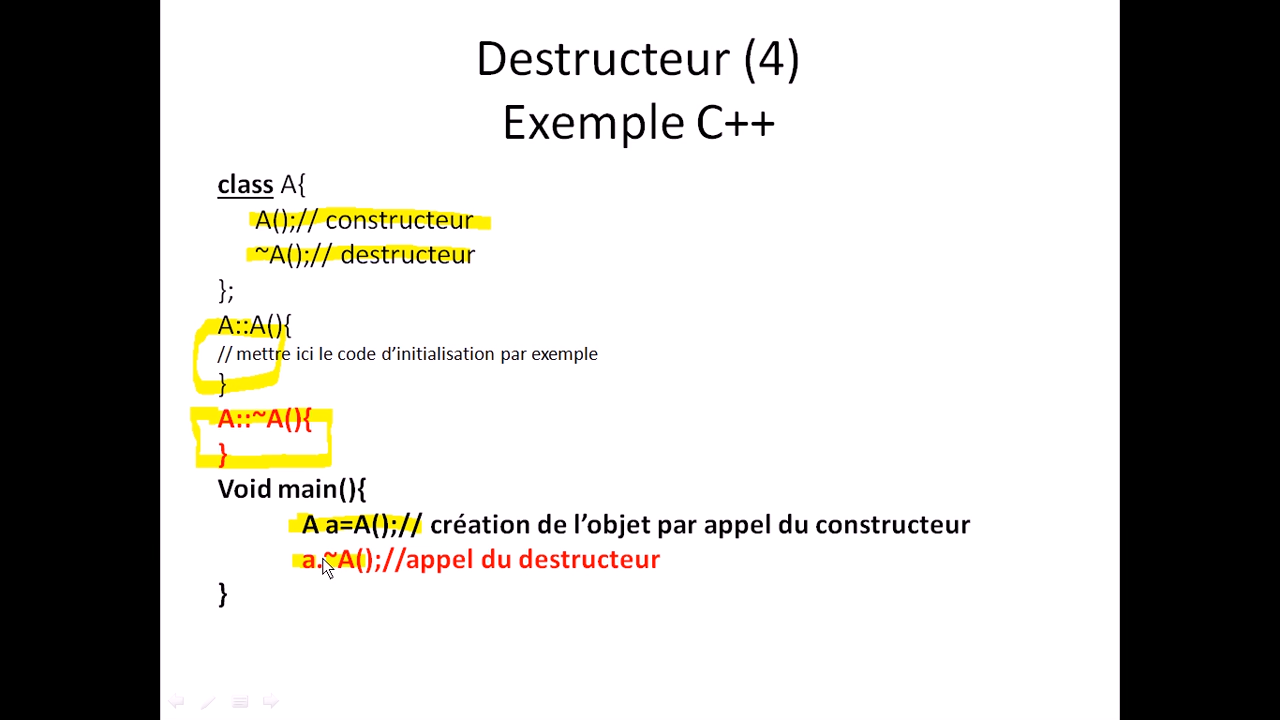 Destructeur (4)
Exemple C++
class A{
A();// constructeur
~A();// destructeur
};
A::A(){
// mettre ici le code d’initialisation par exemple
}
A::~A(){
}
Void main(){
A a=A();// création de l’objet par appel du constructeur
a.~A();//appel du destructeur
}